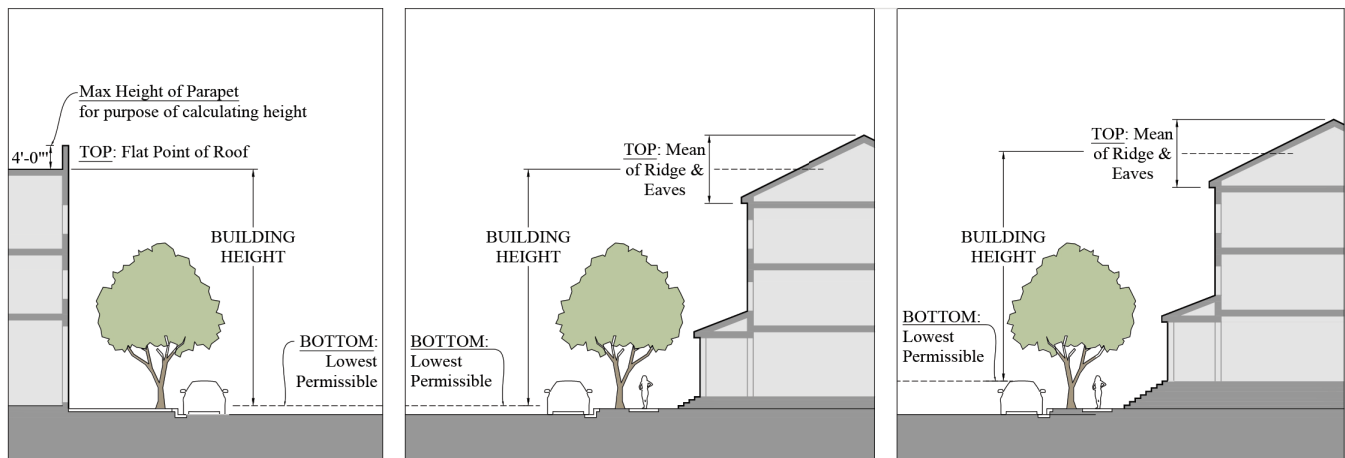 Max Height of Parapet
for purpose of calculating height
4'-0'"
TOP: Flat Point of Roof
BUILDING
HEIGHT
BOTTOM:
Lowest
Permissible
TOP: Mean
of Ridge &
Eaves
BUILDING
HEIGHT
BOTTOM:
Lowest
Permissible
TOP: Mean
of Ridge &
Eaves
BUILDING
HEIGHT
BOTTOM:
Lowest
Permissible